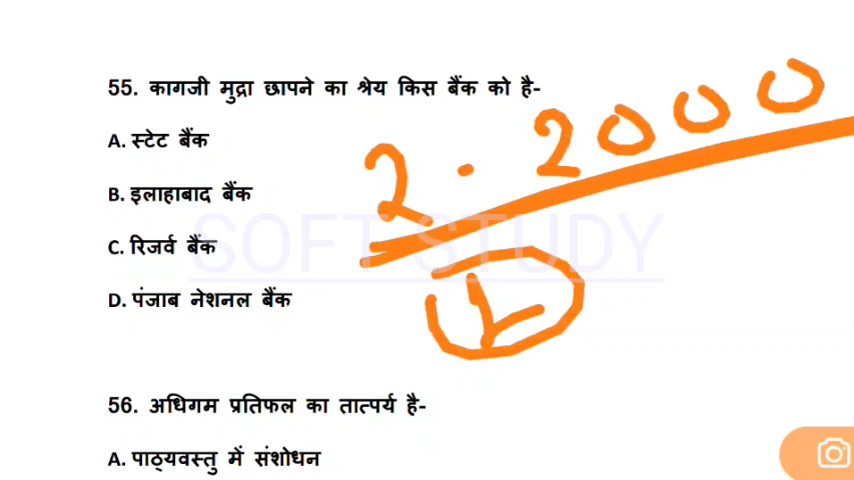 55. कागजी मुद्रा छापने का श्रेय किस बैंक को है-
2. 2000
A. स्टेट बैंक
B. इलाहाबाद बैंक
SOFT STUDY
C. रिजर्व बैंक
D. पंजाब नेशनल बैंक
56. अधिगम प्रतिफल का तात्पर्य है-
A. पाठ्यवस्तु में संशोधन